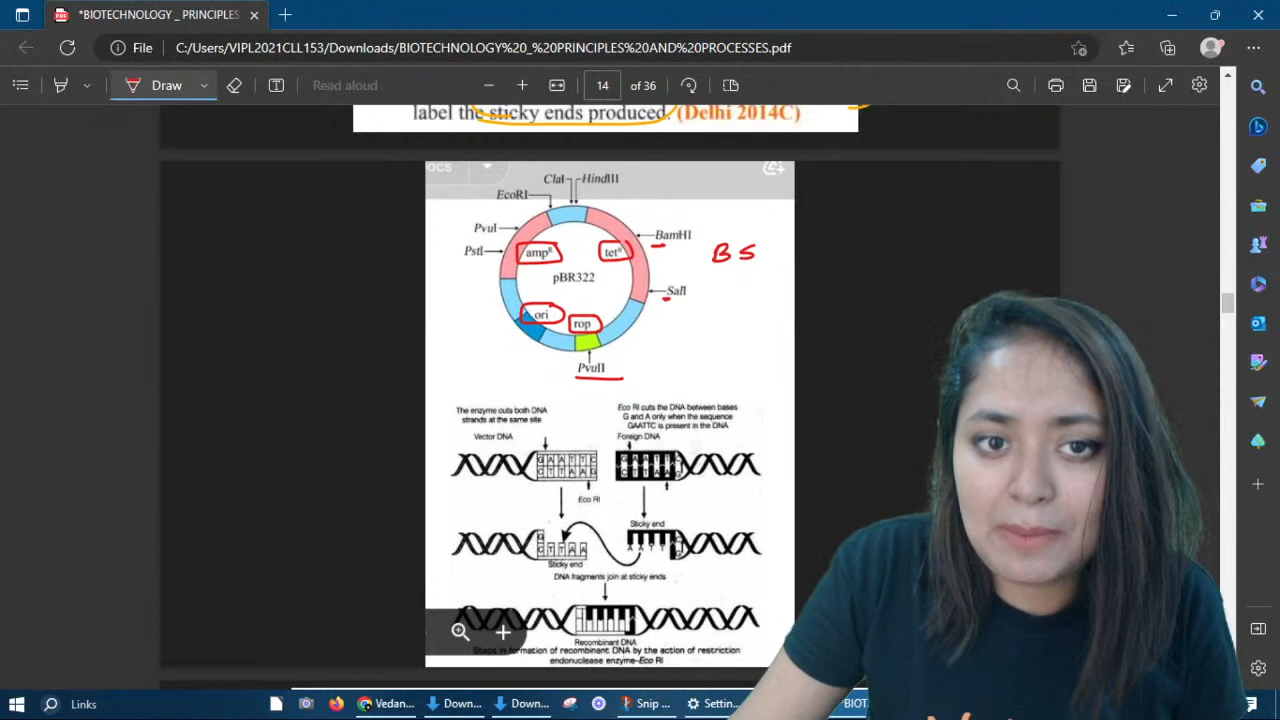 *BIOTECHNOLOGY _ PRINCIPLES
File
C:/Users/VIPL2021CLL153/Downloads/BIOTECHNOLOGY%20_%20PRINCIPLES%20AND%20PROCESSES.pdf
Draw
Read aloud
14 of 36
label the sticky ends produced. (Delhi 2014C)
ocs
ClaI HindIII
EcoRI
PvuI
BamHI
PstI
ampR
tetR
B S
pBR322
SalI
ori
rop
PvuII
The enzyme cuts both DNA
strands at the same site
Eco RI cuts the DNA between bases
G and A only when the sequence
GAATTC is present in the DNA
Vector DNA
Foreign DNA
G A A T T C
C T T A A G
G A A T T C
C T T A A G
Eco RI
Sticky end
G
C T T A A
A A T T
Sticky end
DNA fragments join at sticky ends
Recombinant DNA
Steps in formation of recombinant DNA by the action of restriction
endonuclease enzyme-Eco RI
Links
Vedan...
Down...
Down...
Snip ...
Settin...
BIOT